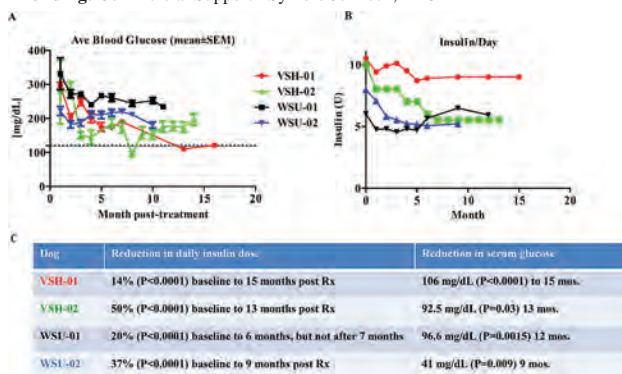 A
B
Ave Blood Glucose (mean±SEM)
Insulin/Day
400
300
200
100
0
[mg/dL]
0 5 10 15 20
Month post-treatment
VSH-01
VSH-02
WSU-01
WSU-02
10
5
0
Insulin (U)
0 5 10 15 20
Month
C
Dog Reduction in daily insulin dose Reduction in serum glucose
VSH-01 14% (P<0.0001) baseline to 15 months post Rx 106 mg/dL (P<0.0001) to 15 mos.
VSH-02 50% (P<0.0001) baseline to 13 months post Rx 92.5 mg/dL (P=0.03) 13 mos.
WSU-01 20% (P<0.0001) baseline to 6 months, but not after 7 months 96.6 mg/dL (P=0.0015) 12 mos.
WSU-02 37% (P<0.0001) baseline to 9 months post Rx 41 mg/dL (P=0.009) 9 mos.